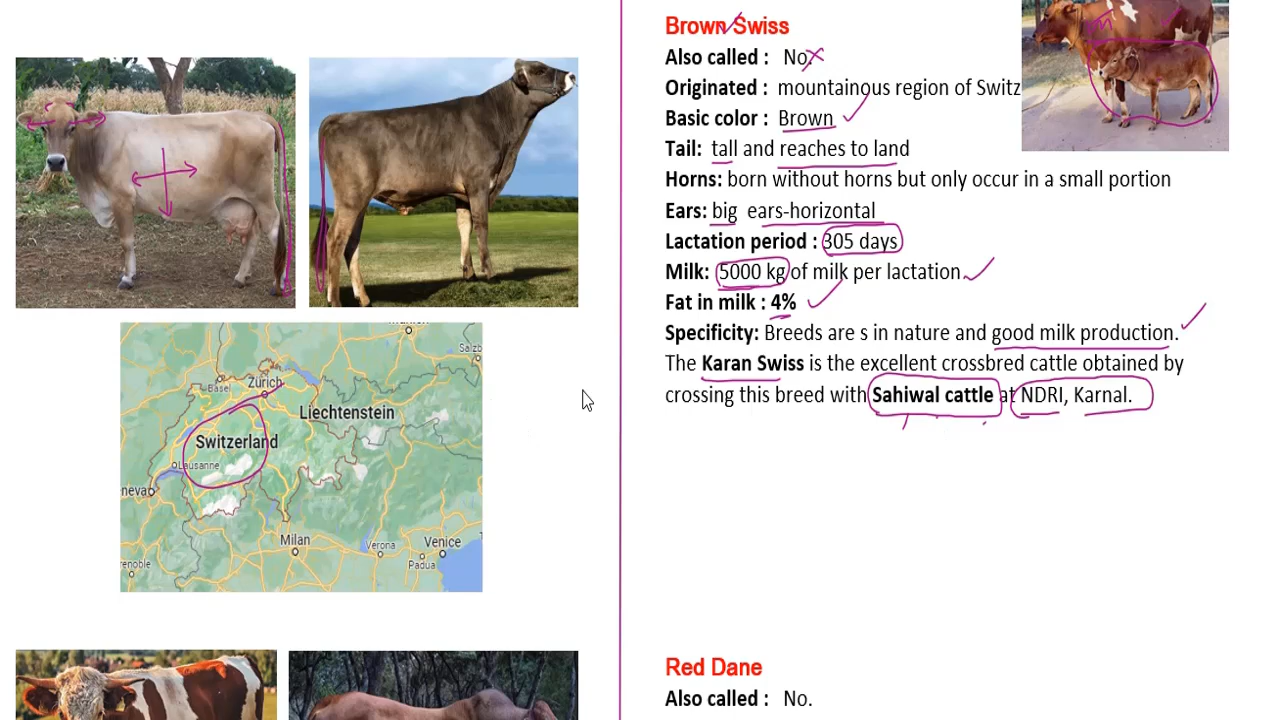 Brown Swiss
Also called : No
Originated : mountainous region of Switz
Basic color : Brown
Tail: tall and reaches to land
Horns: born without horns but only occur in a small portion
Ears: big ears-horizontal
Lactation period : 305 days
Milk: 5000 kg of milk per lactation
Fat in milk : 4%
Specificity: Breeds are s in nature and good milk production.
The Karan Swiss is the excellent crossbred cattle obtained by
crossing this breed with Sahiwal cattle at NDRI, Karnal.
Salzb
Basel
Zürich
Liechtenstein
Switzerland
Lausanne
neva
Milan
Verona
Venice
Padua
renoble
Red Dane
Also called : No.